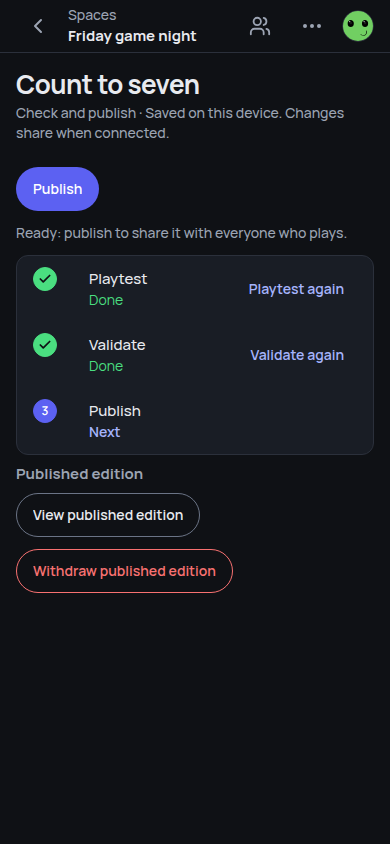 Spaces
Friday game night
Count to seven
Check and publish · Saved on this device. Changes
share when connected.
Publish
Ready: publish to share it with everyone who plays.
Playtest
Done
Playtest again
Validate
Done
Validate again
3
Publish
Next
Published edition
View published edition
Withdraw published edition